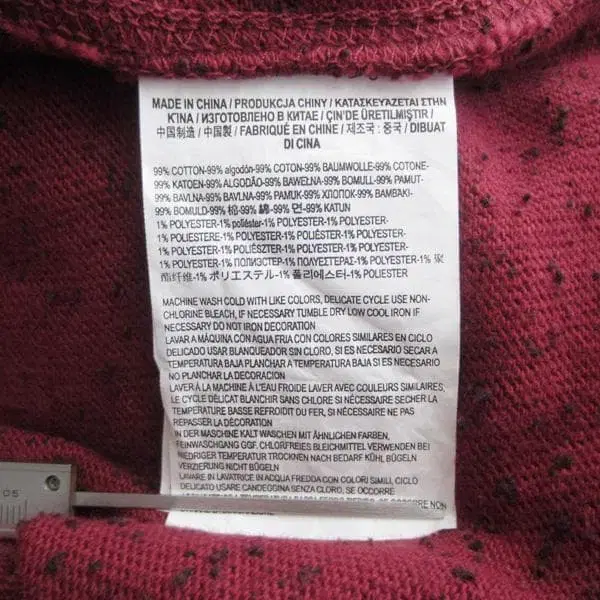 MADE IN CHINA / PRODUKCJA CHINY / ΚΑΤΑΣΚΕΥΑΖΕΤΑΙ ΣΤΗΝ
ΚΊΝΑ / ИЗГОТОВЛЕНО В КИТАЕ / ÇIN'DE ÜRETILMIŞTIR /
中国制造 / 中国製 / FABRIQUÉ EN CHINE / 제조국 : 중국 / DIBUAT
DI CINA
99% COTTON-99% algodón-99% COTON-99% BAUMWOLLE-99% COTONE-
99% KATOEN-99% ALGODÃO-99% BAWEŁNA-99% BOMULL-99% PAMUT-
99% BAVLNA-99% BAVLNA-99% PAMUK-99% ХЛОПОК-99% BAMBAKI-
99% BOMULD-99% 棉-99% 綿-99% 면-99% KATUN
1% POLYESTER-1% poliéster-1% POLYESTER-1% POLYESTER-
1% POLIESTERE-1% POLYESTER-1% POLIÉSTER-1% POLYESTER-
1% POLYESTER-1% POLIÉSZTER-1% POLYESTER-1% POLYESTER-
1% POLYESTER-1% ПОЛИЭСТЕР-1% ΠΟΛΥΕΣΤΕΡΑΣ-1% POLYESTER-1% 聚
酯纤维-1% ポリエステル-1% 폴리에스터-1% POLIESTER
MACHINE WASH COLD WITH LIKE COLORS, DELICATE CYCLE USE NON-
CHLORINE BLEACH, IF NECESSARY TUMBLE DRY LOW COOL IRON IF
NECESSARY DO NOT IRON DECORATION
LAVAR A MÁQUINA CON AGUA FRIA CON COLORES SIMILARES EN CICLO
DELICADO USAR BLANQUEADOR SIN CLORO, SI ES NECESARIO SECAR A
TEMPERATURA BAJA PLANCHAR A TEMPERATURA BAJA SI ES NECESARIO
NO PLANCHAR LA DECORACIÓN
LAVER À LA MACHINE À L'EAU FROIDE LAVER AVEC COULEURS SIMILAIRES,
LE CYCLE DÉLICAT BLANCHIR SANS CHLORE SI NÉCESSAIRE SÉCHER LA
TEMPERATURE BASSE REFROIDIT DU FER, SI NÉCESSAIRE NE PAS
REPASSER LA DÉCORATION
IN DER MASCHINE KALT WASCHEN MIT ÄHNLICHEN FARBEN,
FEINWASCHGANG GGF. CHLORFREIES BLEICHMITTEL VERWENDEN BEI
NIEDRIGER TEMPERATUR TROCKNEN NACH BEDARF KÜHL BÜGELN
VERZIERUNG NICHT BÜGELN
LAVARE IN LAVATRICE IN ACQUA FREDDA CON COLORI SIMILI, CICLO
DELICATO USARE CANDEGGINA SENZA CLORO, SE OCCORRE
NON
05